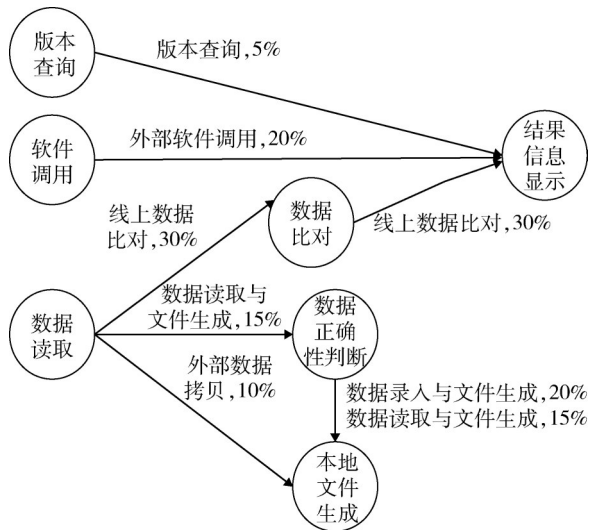 版本
查询
版本查询,5%
软件
调用
外部软件调用,20%
结果
信息
显示
线上数据
比对,30%
数据
比对
线上数据比对,30%
数据
读取
数据读取与
文件生成,15%
数据
正确
性判断
外部数据
拷贝,10%
数据录入与文件生成,20%
数据读取与文件生成,15%
本地
文件
生成